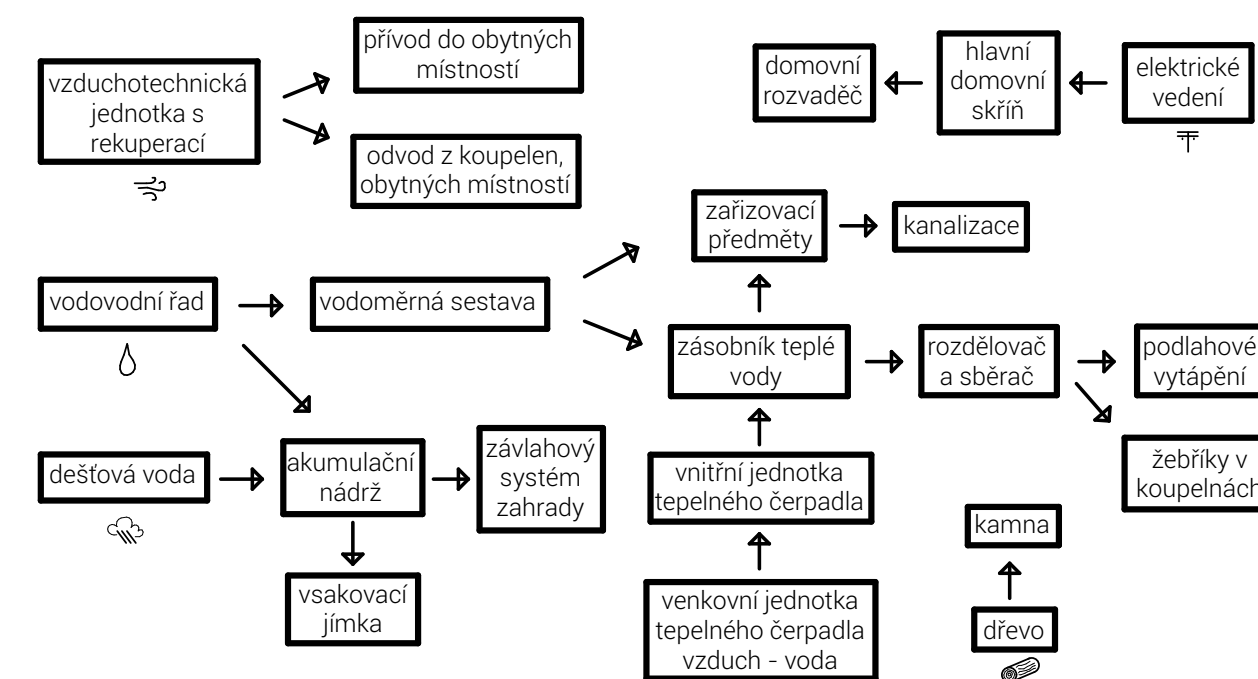 vzduchotechnická
jednotka s
rekuperací
přívod do obytných
místností
odvod z koupelen,
obytných místností
domovní
rozvaděč
hlavní
domovní
skříň
elektrické
vedení
zařizovací
předměty
kanalizace
vodovodní řad
vodoměrná sestava
zásobník teplé
vody
rozdělovač
a sběrač
podlahové
vytápění
žebříky v
koupelnách
dešťová voda
akumulační
nádrž
závlahový
systém
zahrady
vsakovací
jímka
vnitřní jednotka
tepelného čerpadla
venkovní jednotka
tepelného čerpadla
vzduch - voda
kamna
dřevo